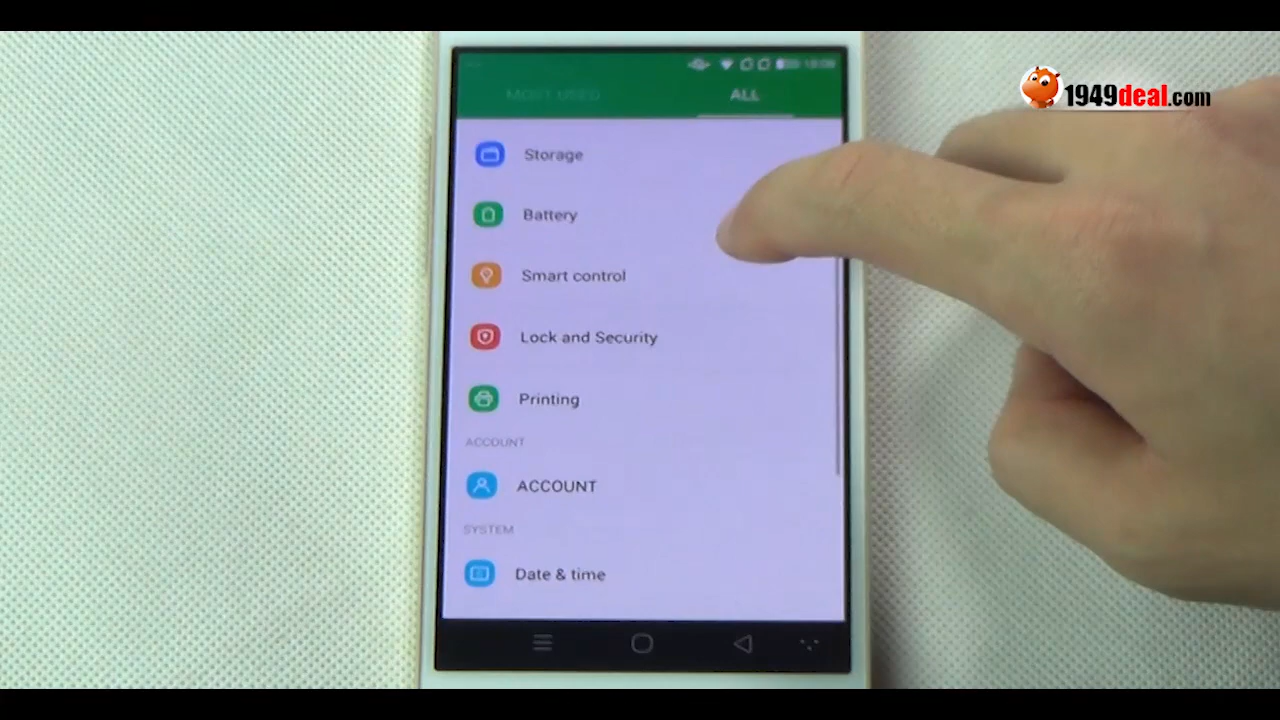 1949deal.com
MOST USED
ALL
Storage
Battery
Smart control
Lock and Security
Printing
ACCOUNT
ACCOUNT
SYSTEM
Date & time